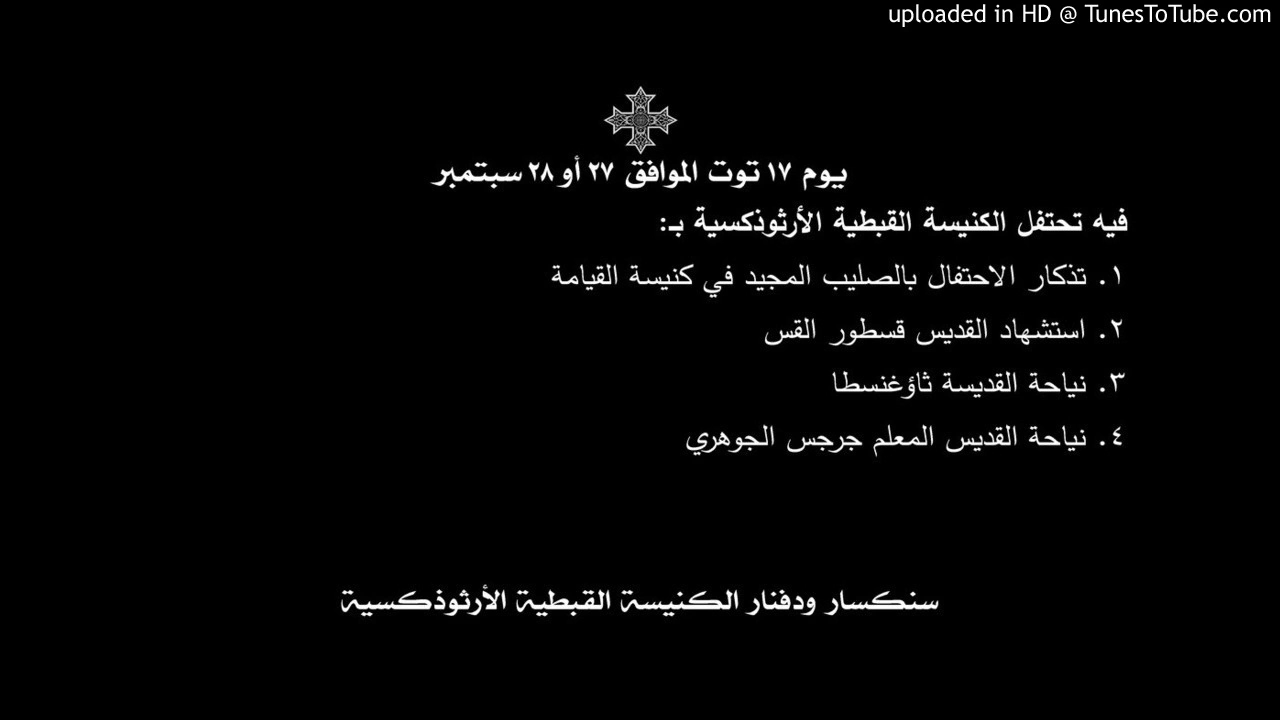 uploaded in HD @ TunesToTube.com
يوم ١٧ توت الموافق ٢٧ أو ٢٨ سبتمبر
فيه تحتفل الكنيسة القبطية الأرثوذكسية بـ:
١. تذكار الاحتفال بالصليب المجيد في كنيسة القيامة
٢. استشهاد القديس قسطور القس
٣. نياحة القديسة ثاؤغنسطا
٤. نياحة القديس المعلم جرجس الجوهري
سنكسار ودفنار الكنيسة القبطية الأرثوذكسية